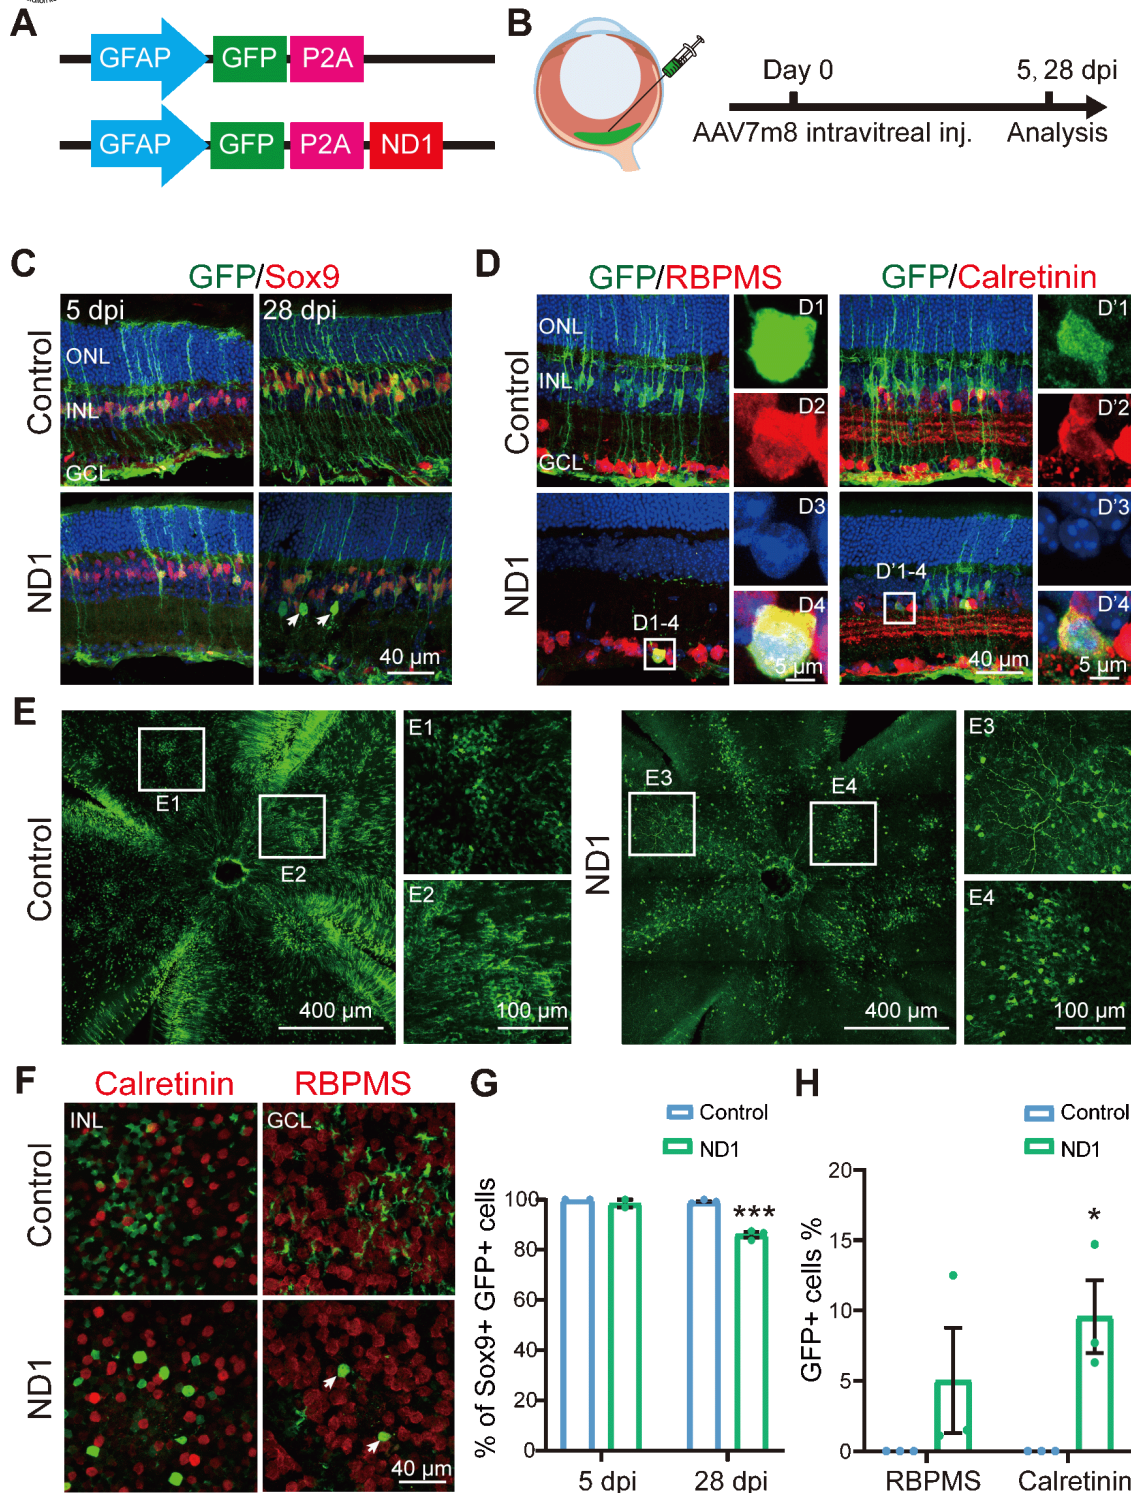 A
GFAP GFP P2A
GFAP GFP P2A ND1
B
Day 0 5, 28 dpi
AAV7m8 intravitreal inj. Analysis
C
GFP/Sox9
5 dpi 28 dpi
Control
ONL
INL
GCL
ND1
40 µm
D
GFP/RBPMS GFP/Calretinin
Control
ONL
INL
GCL
D1 D'1
D2 D'2
ND1
D3 D'3
D1-4 D'1-4
D4 D'4
5 µm 40 µm 5 µm
E
Control
E1
E2
400 µm
E1
E2
100 µm
ND1
E3
E4
400 µm
E3
E4
100 µm
F
Calretinin RBPMS
INL GCL
Control
ND1
40 µm
G
Control
ND1
% of Sox9+ GFP+ cells
100
80
60
40
20
0
***
5 dpi 28 dpi
H
Control
ND1
GFP+ cells %
20
15
10
5
0
*
RBPMS Calretinin